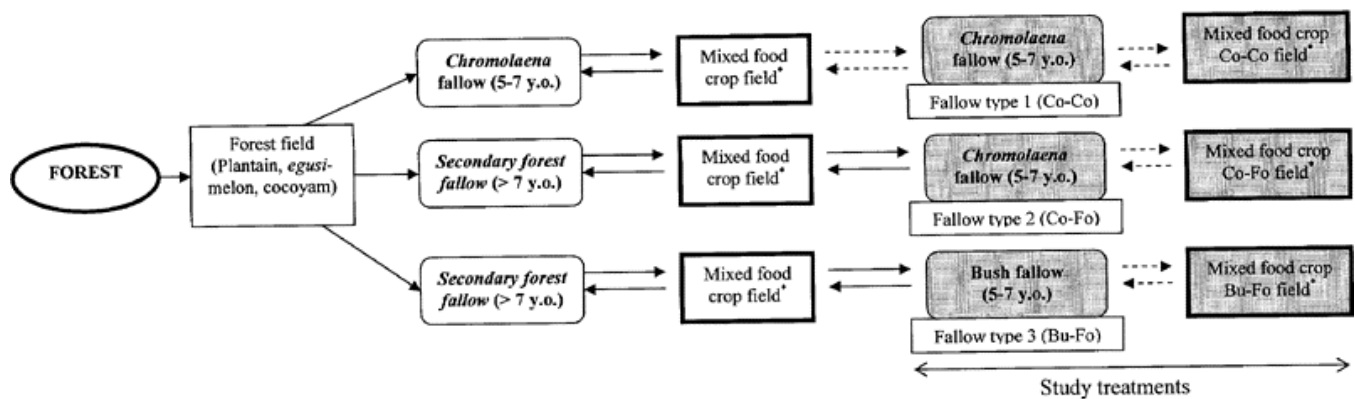 FOREST
Forest field
(Plantain, egusi-
melon, cocoyam)
Chromolaena
fallow (5-7 y.o.)
Mixed food
crop field*
Chromolaena
fallow (5-7 y.o.)
Fallow type 1 (Co-Co)
Mixed food crop
Co-Co field*
Secondary forest
fallow (> 7 y.o.)
Mixed food
crop field*
Chromolaena
fallow (5-7 y.o.)
Fallow type 2 (Co-Fo)
Mixed food crop
Co-Fo field*
Secondary forest
fallow (> 7 y.o.)
Mixed food
crop field*
Bush fallow
(5-7 y.o.)
Fallow type 3 (Bu-Fo)
Mixed food crop
Bu-Fo field*
Study treatments